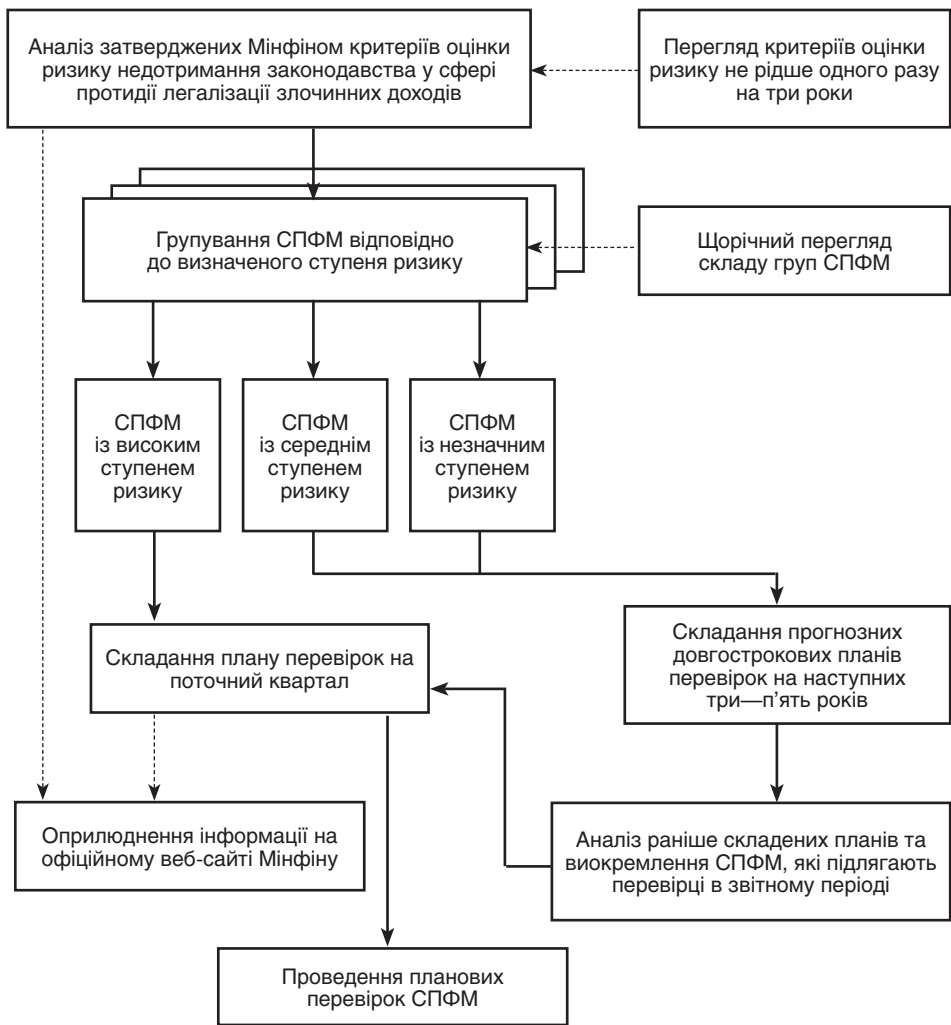 Аналіз затверджених Мінфіном критеріїв оцінки
ризику недотримання законодавства у сфері
протидії легалізації злочинних доходів
Перегляд критеріїв оцінки
ризику не рідше одного разу
на три роки
Групування СПФМ відповідно
до визначеного ступеня ризику
Щорічний перегляд
складу груп СПФМ
СПФМ
із високим
ступенем
ризику
СПФМ
із середнім
ступенем
ризику
СПФМ
із незначним
ступенем
ризику
Складання плану перевірок на
поточний квартал
Складання прогнозних
довгострокових планів
перевірок на наступних
три—п’ять років
Оприлюднення інформації на
офіційному веб-сайті Мінфіну
Аналіз раніше складених планів та
виокремлення СПФМ, які підлягають
перевірці в звітному періоді
Проведення планових
перевірок СПФМ